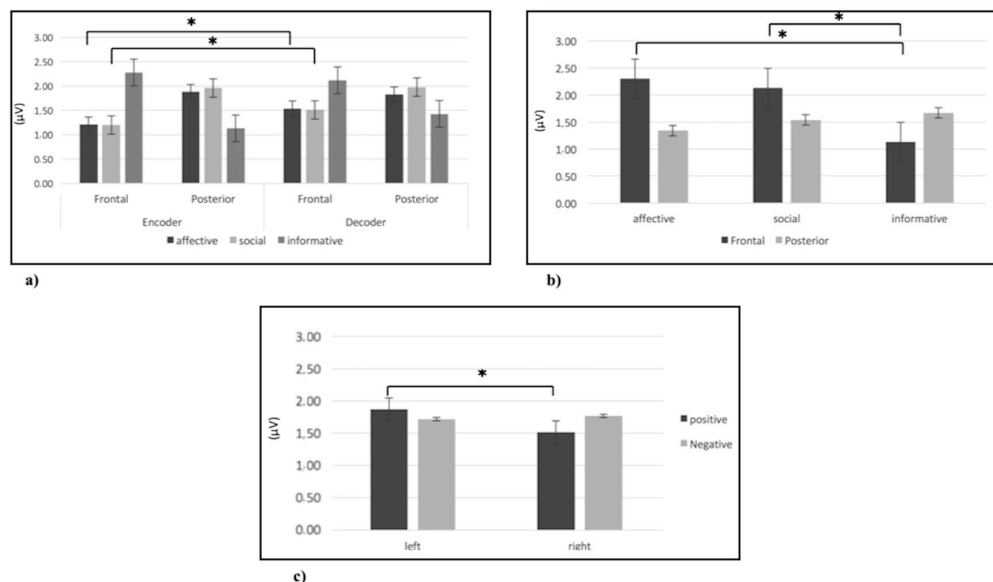 *
*
3.00
2.50
2.00
1.50
1.00
0.50
0.00
(μV)
Frontal Posterior Frontal Posterior
Encoder Decoder
affective social informative
a)
*
*
3.00
2.50
2.00
1.50
1.00
0.50
0.00
(μV)
affective social informative
Frontal Posterior
b)
*
3.00
2.50
2.00
1.50
1.00
0.50
0.00
(μV)
left right
positive
Negative
c)